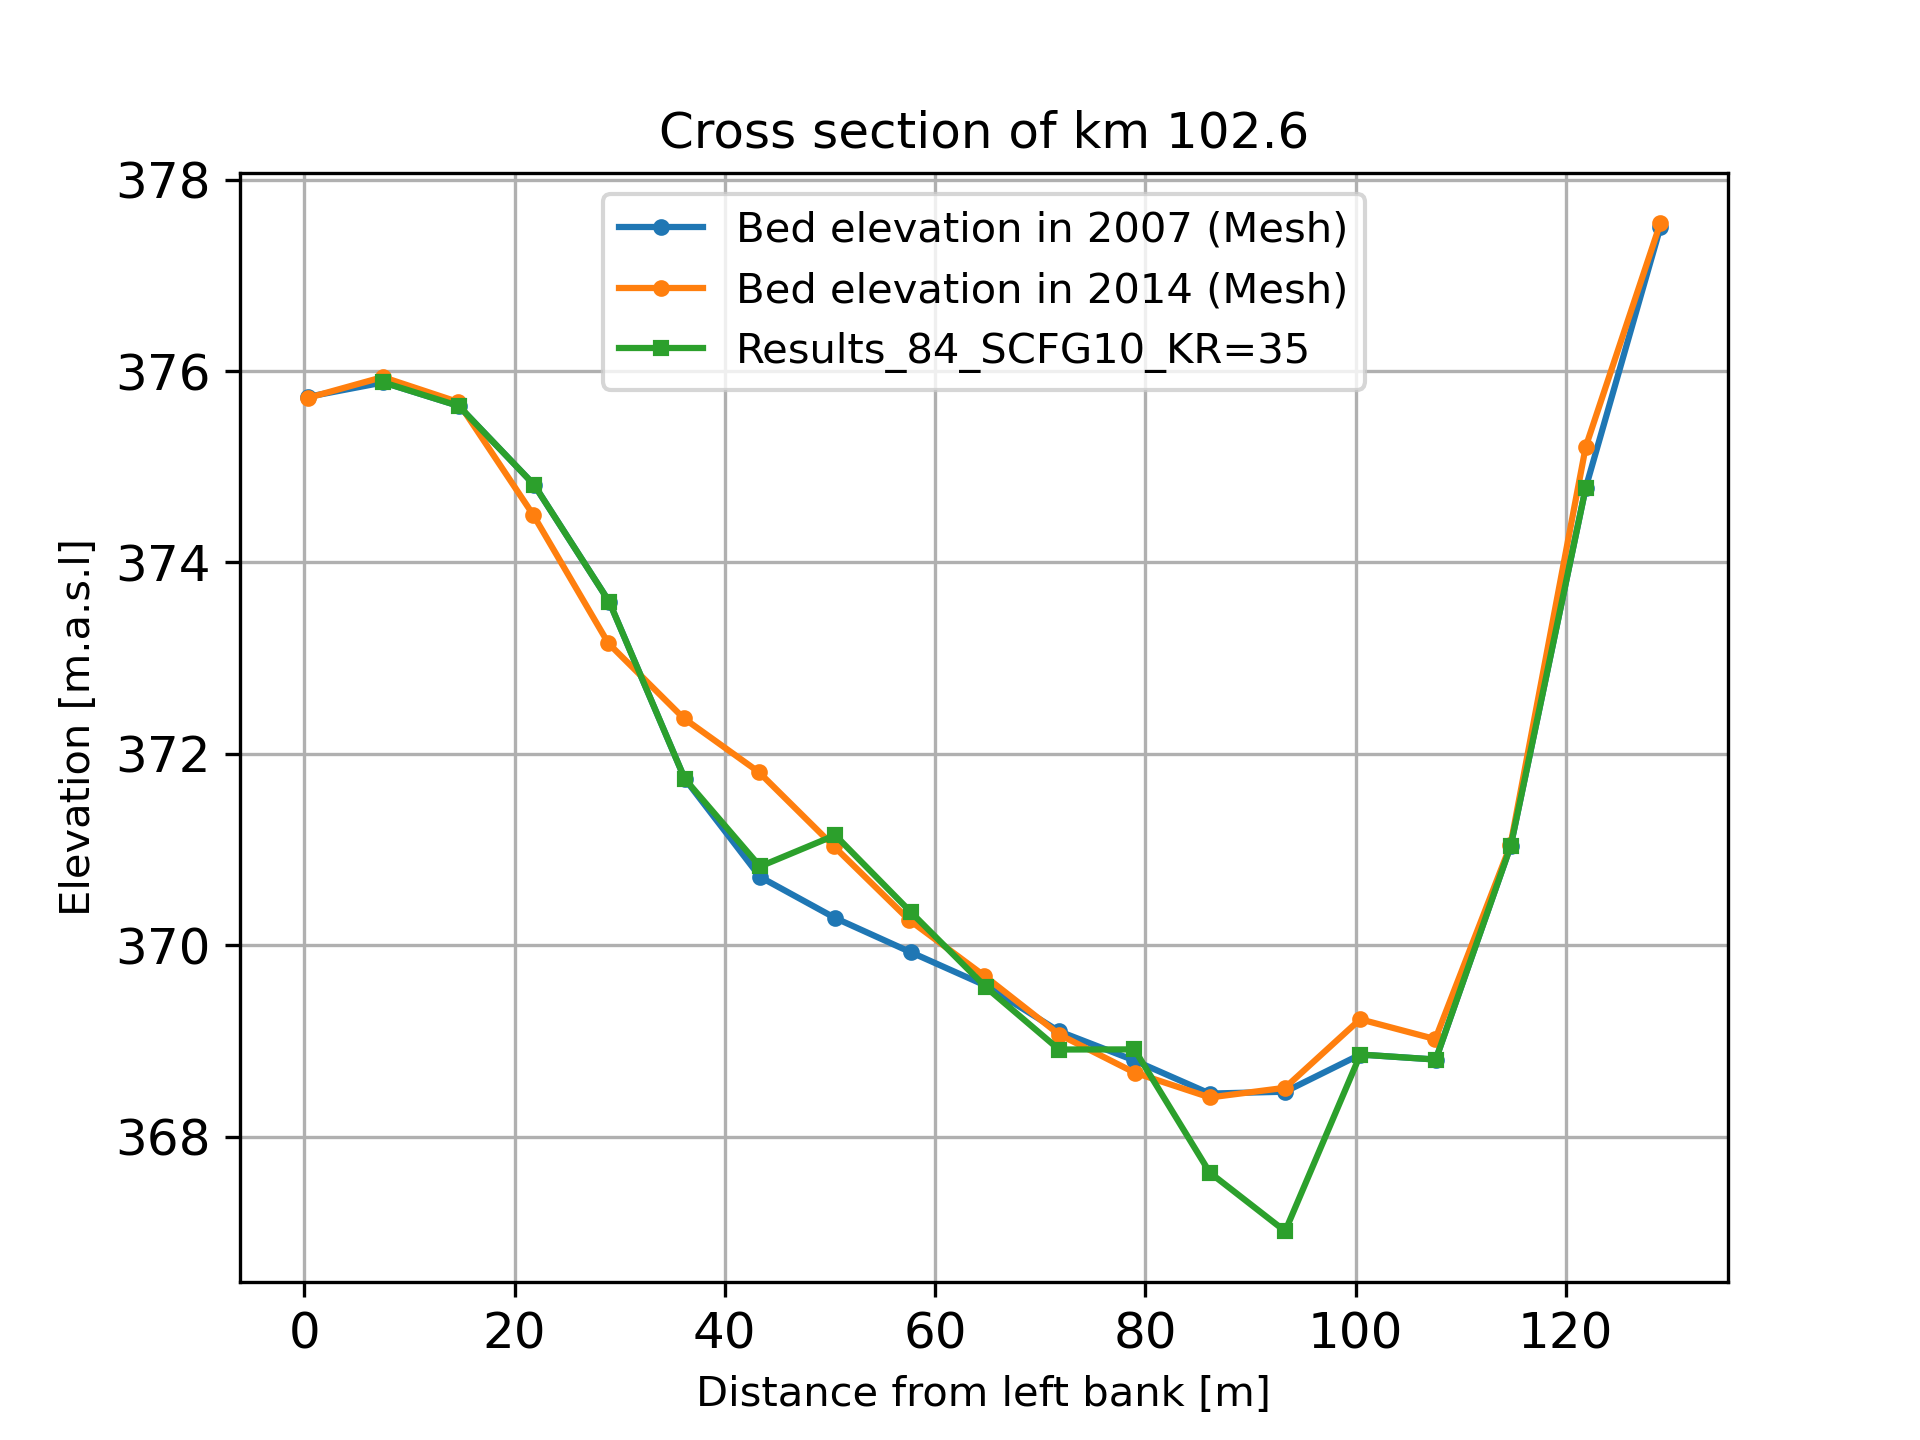 Cross section of km 102.6
Bed elevation in 2007 (Mesh)
Bed elevation in 2014 (Mesh)
Results_84_SCFG10_KR=35
378
376
374
372
370
368
Elevation [m.a.s.l]
0 20 40 60 80 100 120
Distance from left bank [m]